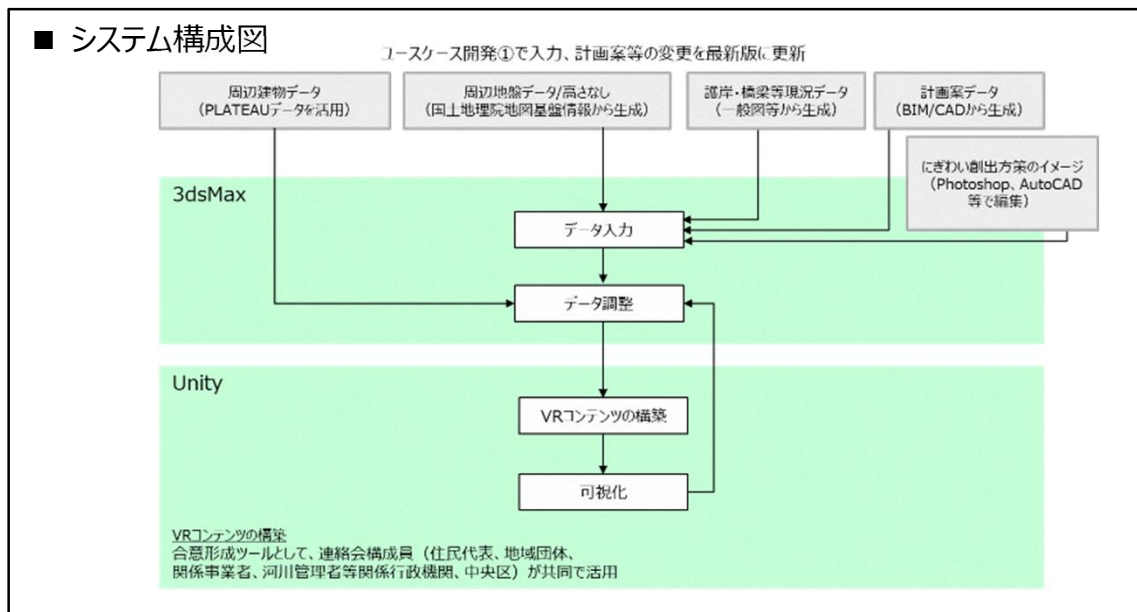 ■ システム構成図
ユースケース開発①で入力、計画案等の変更を最新版に更新
周辺建物データ
(PLATEAUデータを活用)
周辺地盤データ/高さなし
(国土地理院地図基盤情報から生成)
護岸・橋梁等現況データ
(一般図等から生成)
計画案データ
(BIM/CADから生成)
にぎわい創出方策のイメージ
(Photoshop、AutoCAD
等で編集)
3dsMax
データ入力
データ調整
Unity
VRコンテンツの構築
可視化
VRコンテンツの構築
合意形成ツールとして、連絡会構成員(住民代表、地域団体、
関係事業者、河川管理者等関係行政機関、中央区)が共同で活用